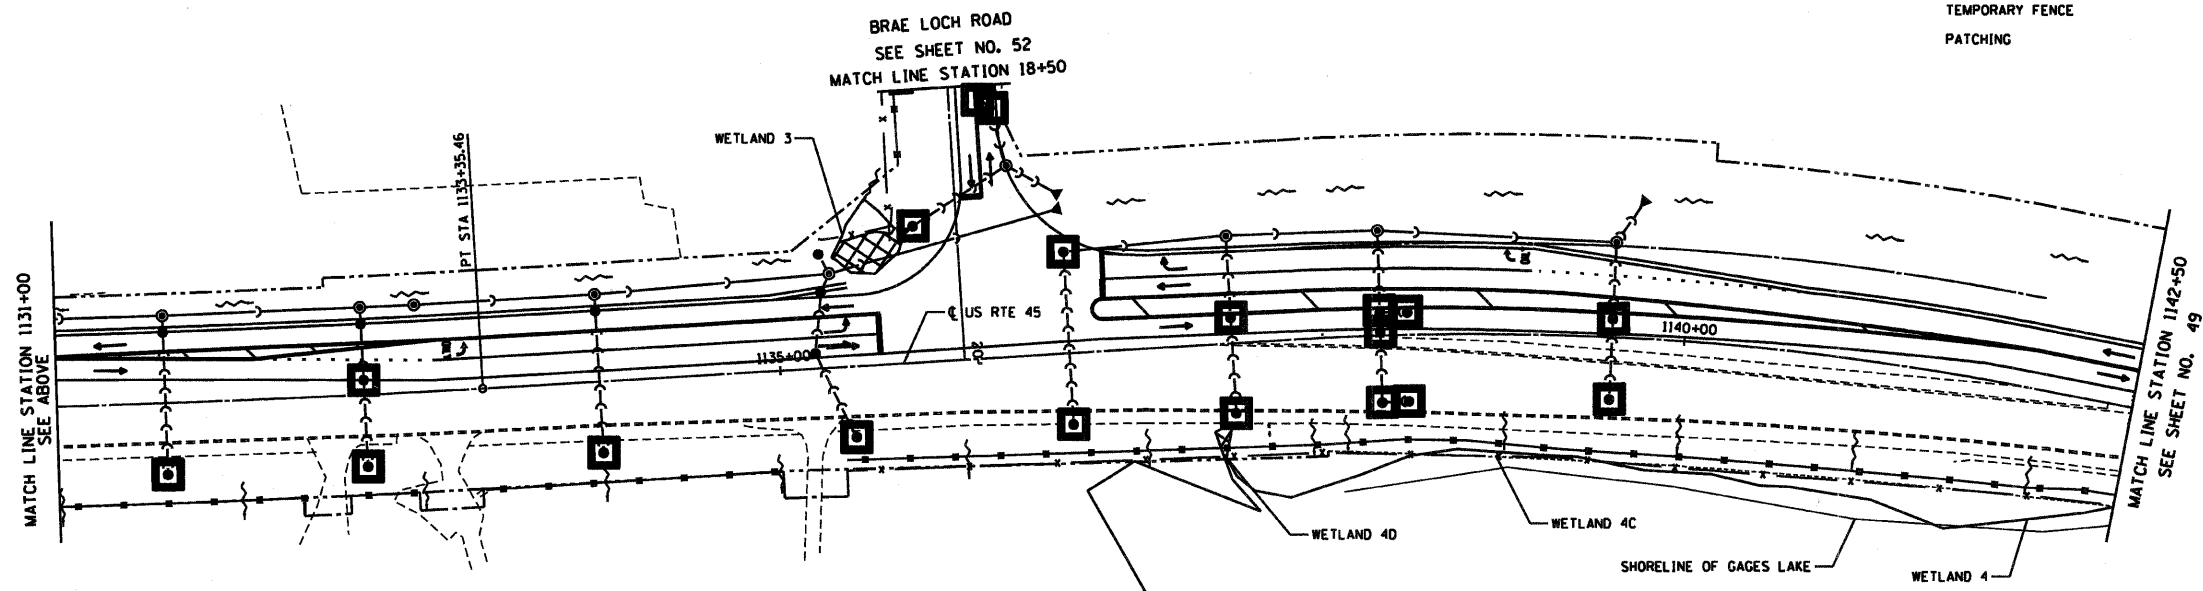 TEMPORARY FENCE
PATCHING
BRAE LOCH ROAD
SEE SHEET NO. 52
MATCH LINE STATION 18+50
WETLAND 3
PT STA 1133+35.46
MATCH LINE STATION 1131+00
SEE ABOVE
℄ US RTE 45
1135+00
20
1140+00
MATCH LINE STATION 1142+50
SEE SHEET NO. 49
WETLAND 4D
WETLAND 4C
SHORELINE OF GAGES LAKE
WETLAND 4